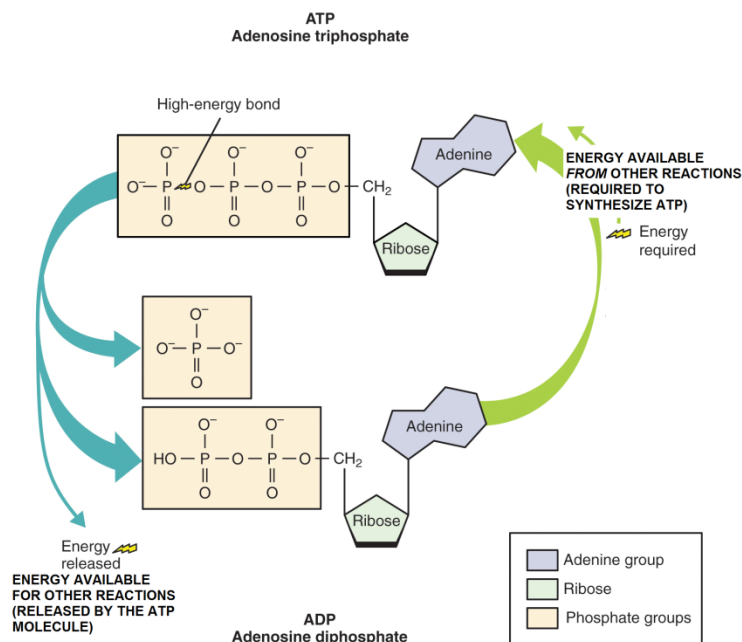 ATP
Adenosine triphosphate
High-energy bond
O⁻ O⁻ O⁻
O⁻ — P O — P — O — P — O — CH₂
O O O
Adenine
Ribose
ENERGY AVAILABLE
FROM OTHER REACTIONS
(REQUIRED TO
SYNTHESIZE ATP)
Energy
required
O⁻
O⁻ — P — O⁻
O
O⁻ O⁻
HO — P — O — P — O — CH₂
O O
Adenine
Ribose
Energy
released
ENERGY AVAILABLE
FOR OTHER REACTIONS
(RELEASED BY THE ATP
MOLECULE)
Adenine group
Ribose
Phosphate groups
ADP
Adenosine diphosphate